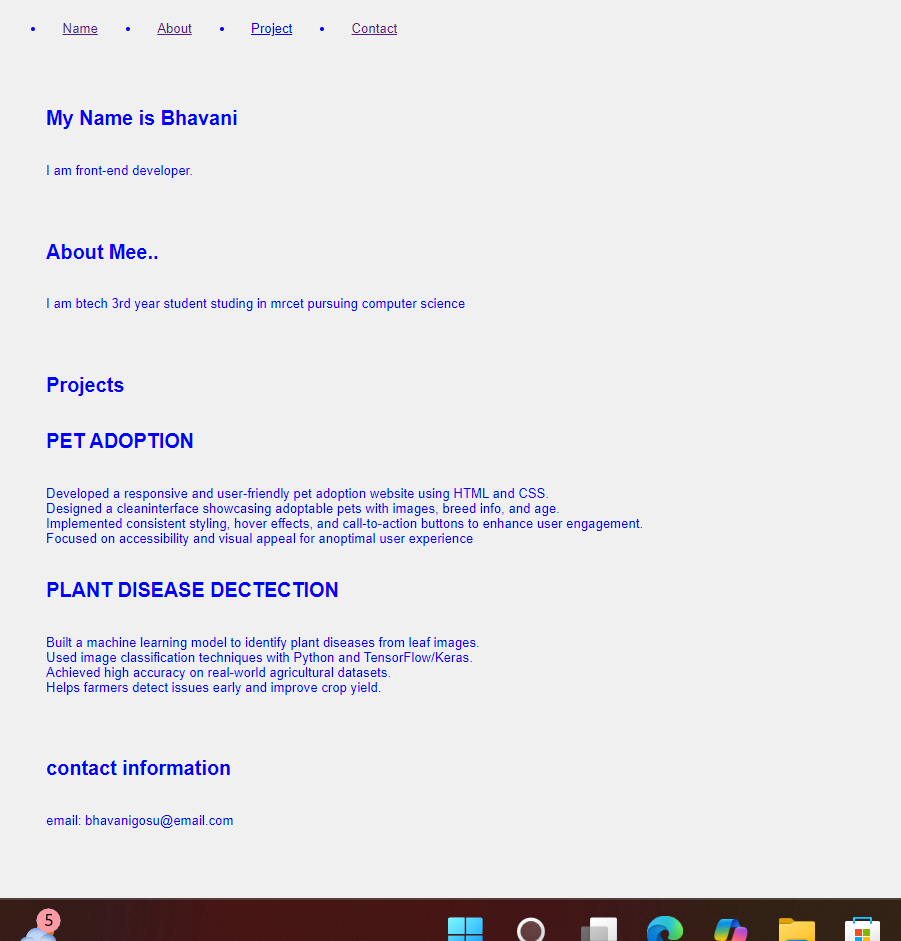 Name About Project Contact
My Name is Bhavani
I am front-end developer.
About Mee..
I am btech 3rd year student studing in mrcet pursuing computer science
Projects
PET ADOPTION
Developed a responsive and user-friendly pet adoption website using HTML and CSS.
Designed a cleaninterface showcasing adoptable pets with images, breed info, and age.
Implemented consistent styling, hover effects, and call-to-action buttons to enhance user engagement.
Focused on accessibility and visual appeal for anoptimal user experience
PLANT DISEASE DECTECTION
Built a machine learning model to identify plant diseases from leaf images.
Used image classification techniques with Python and TensorFlow/Keras.
Achieved high accuracy on real-world agricultural datasets.
Helps farmers detect issues early and improve crop yield.
contact information
email: bhavanigosu@email.com
5